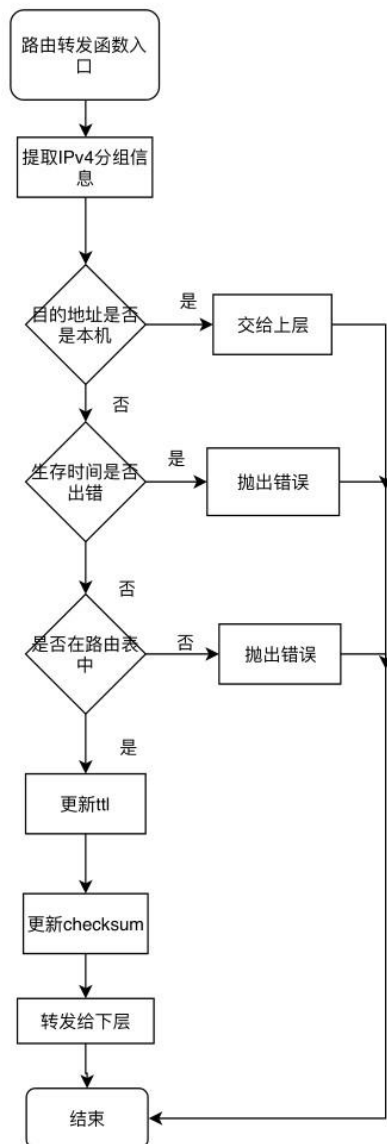 路由转发函数入
口
提取IPv4分组信
息
目的地址是否
是本机
是
交给上层
否
生存时间是否
出错
是
抛出错误
否
是否在路由表
中
否
抛出错误
是
更新ttl
更新checksum
转发给下层
结束